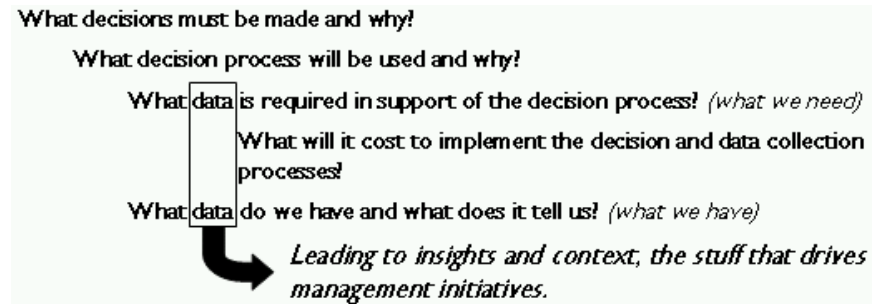 What decisions must be made and why?
What decision process will be used and why?
What data is required in support of the decision process? (what we need)
What will it cost to implement the decision and data collection
processes?
What data do we have and what does it tell us? (what we have)
Leading to insights and context, the stuff that drives
management initiatives.